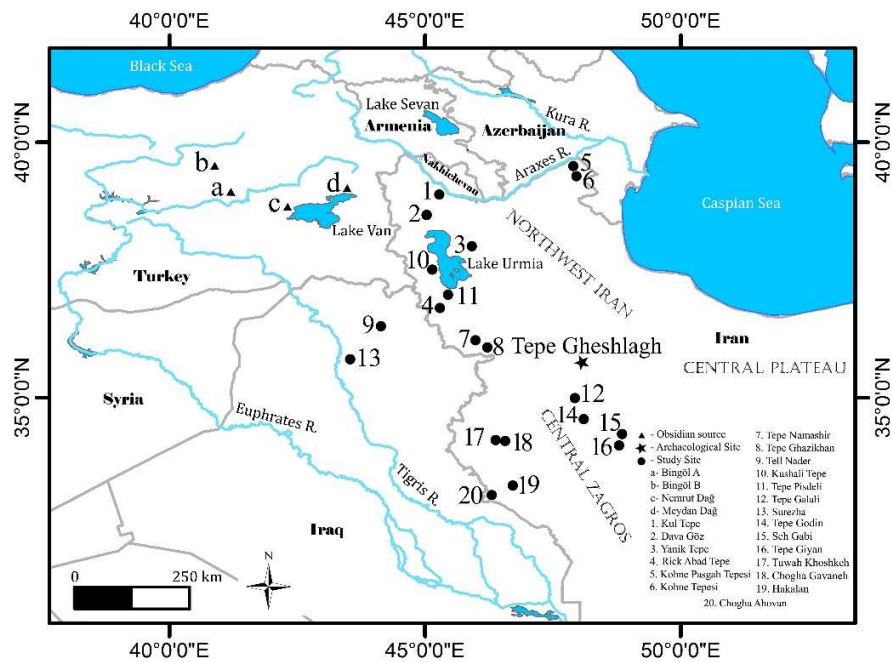 40°0'0"E 45°0'0"E 50°0'0"E
Black Sea
Lake Sevan
Armenia
Azerbaijan
Kura R.
40°0'0"N
40°0'0"N
Nakhichevan
Araxes R.
b
a
d
c
5
6
1
2
Lake Van
Caspian Sea
NORTHWEST IRAN
3
10
Lake Urmia
Turkey
11
4
9
7
8
Tepe Gheshlagh
Iran
13
CENTRAL PLATEAU
35°0'0"N
35°0'0"N
Syria
12
Euphrates R.
14
15
16
17
18
CENTRAL ZAGROS
Tigris R.
19
20
Iraq
- Obsidian source
- Archaeological Site
- Study Site
a- Bingöl A
b- Bingöl B
c- Nemrut Dağ
d- Meydan Dağ
1. Kul Tepe
2. Dava Göz
3. Yanik Tepe
4. Rick Abad Tepe
5. Kohne Pasgah Tepesi
6. Kohne Tepesi
7. Tepe Namashir
8. Tepe Ghazikhan
9. Tell Nader
10. Kushali Tepe
11. Tepe Pisdeli
12. Tepe Galali
13. Surezha
14. Tepe Godin
15. Seh Gabi
16. Tepe Giyan
17. Tuwah Khoshkeh
18. Chogha Gavaneh
19. Hakalan
20. Chogha Ahovan
N
0 250 km
40°0'0"E 45°0'0"E 50°0'0"E